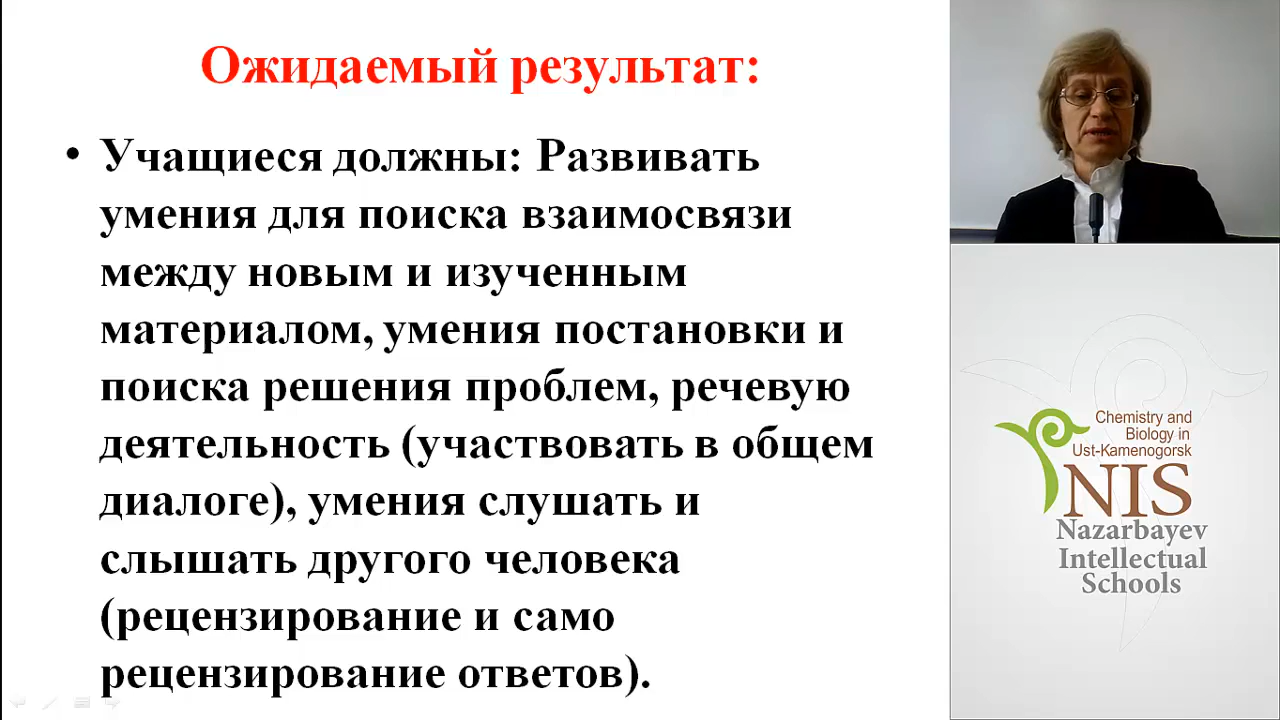 Ожидаемый результат:
• Учащиеся должны: Развивать
умения для поиска взаимосвязи
между новым и изученным
материалом, умения постановки и
поиска решения проблем, речевую
деятельность (участвовать в общем
диалоге), умения слушать и
слышать другого человека
(рецензирование и само
рецензирование ответов).
Chemistry and
Biology in
Ust-Kamenogorsk
NIS
Nazarbayev
Intellectual
Schools